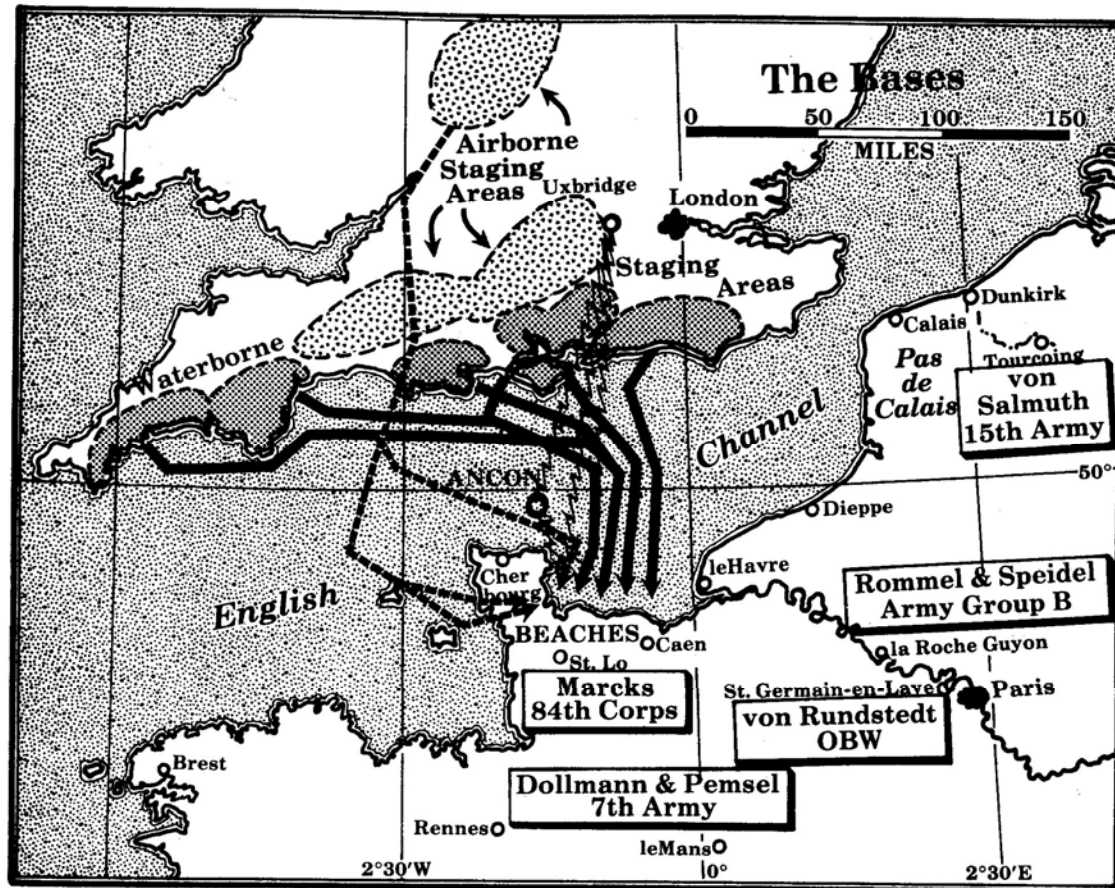 The Bases
0 50 100 150
MILES
Airborne
Staging
Areas
Uxbridge
London
Staging
Areas
Waterborne
Dunkirk
Calais
Tourcoing
Pas
de
Calais
von
Salmuth
15th Army
English
Channel
50°
ANCON
Dieppe
Cher
bourg
leHavre
Rommel & Speidel
Army Group B
BEACHES
Caen
la Roche Guyon
St. Lo
Marcks
84th Corps
St. Germain-en-Laye
Paris
von Rundstedt
OBW
Brest
Dollmann & Pemsel
7th Army
Rennes
leMans
2°30′W
0°
2°30′E